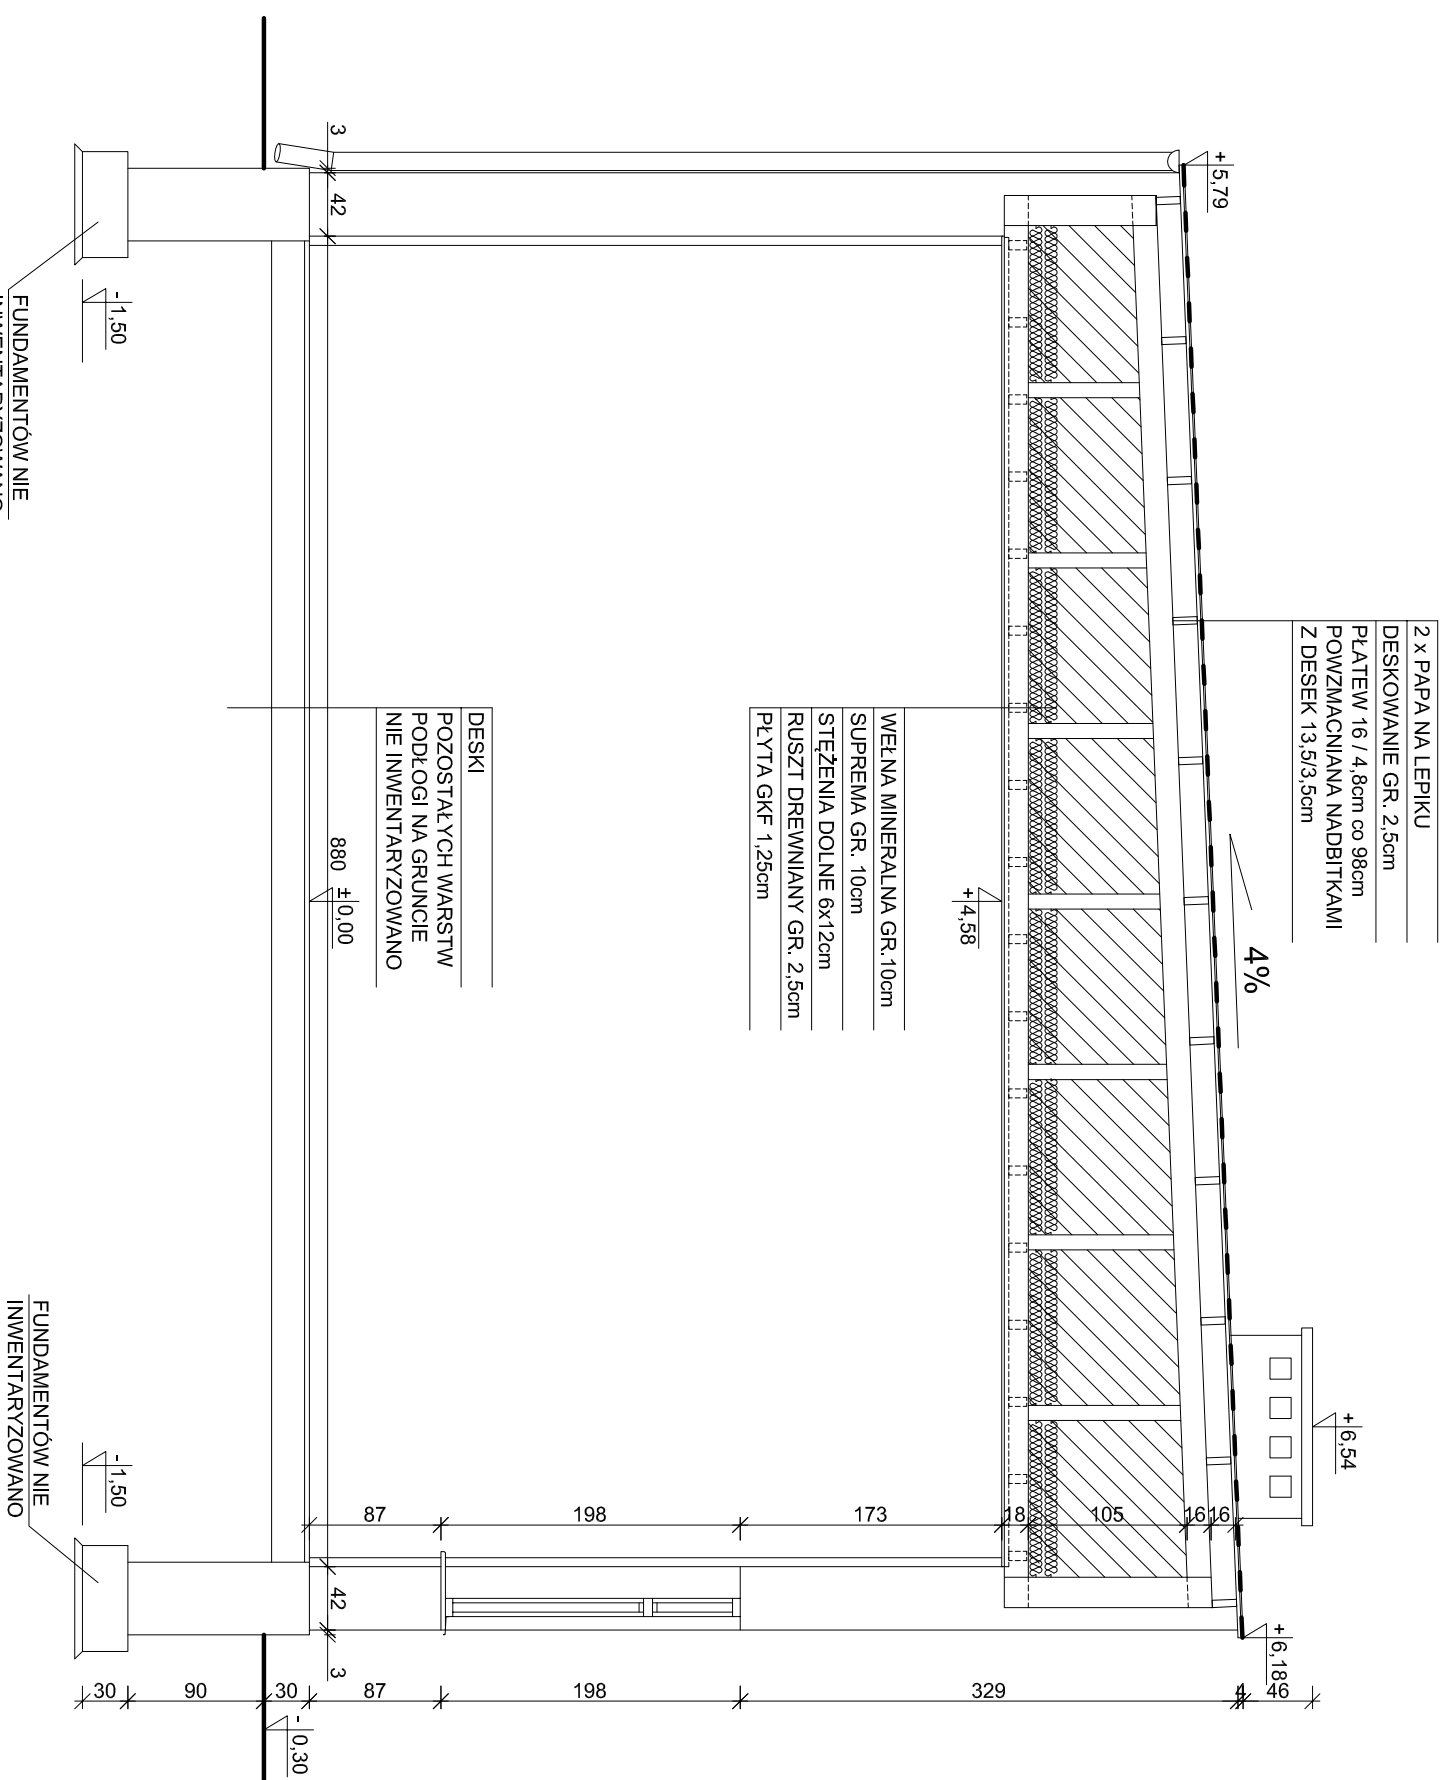 2 x PAPA NA LEPIKU
DESKOWANIE GR. 2,5cm
PŁATEW 16 / 4,8cm co 98cm
POWZMACNIANA NADBITKAMI
Z DESEK 13,5/3,5cm
4%
+5,79
+6,54
+6,18
WEŁNA MINERALNA GR.10cm
SUPREMA GR. 10cm
STĘŻENIA DOLNE 6x12cm
RUSZT DREWNIANY GR. 2,5cm
PŁYTA GKF 1,25cm
+4,58
DESKI
POZOSTAŁYCH WARSTW
PODŁOGI NA GRUNCIE
NIE INWENTARYZOWANO
3
42
880
±0,00
42
3
87
198
173
18
105
16
16
30
90
30
87
198
329
4
46
-0,30
-1,50
-1,50
FUNDAMENTÓW NIE
FUNDAMENTÓW NIE
INWENTARYZOWANO